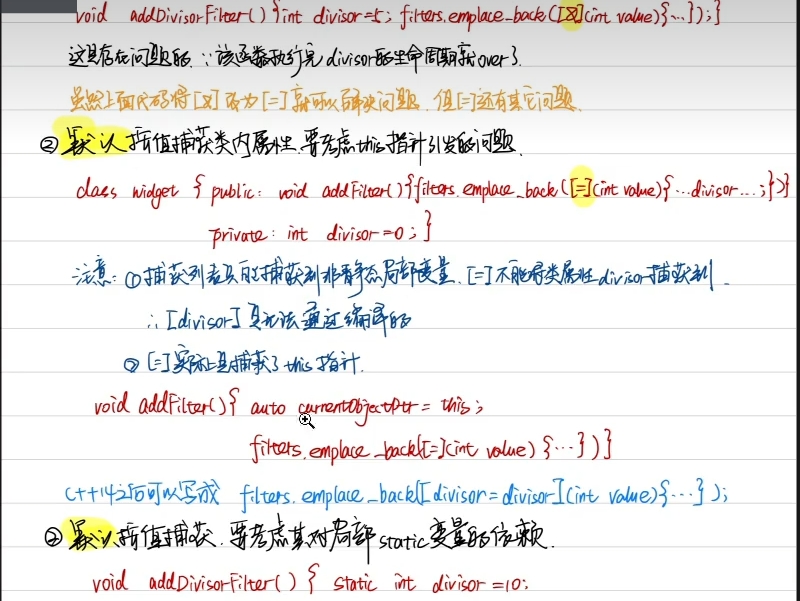 void addDivisorFilter() {int divisor=5; filters.emplace_back([&](int value){…});}
这是存在问题的 ∵该函数执行完divisor的生命周期就over了.
虽然上面代码将[&]改为[=]就可以解决问题. 但[=]还有其它问题.
② 默认按值捕获类内属性,要考虑this指针引发的问题.
class widget { public: void addFilter(){filters.emplace_back([=](int value){…divisor…;})}
private: int divisor=0; }
注意: ① 捕获列表只能捕获到非静态局部变量. [=]不能将类属性divisor捕获到.
∴ [divisor] 是无法通过编译的
② [=]实际上是捕获了this指针.
void addFilter(){ auto currentObjectPtr = this;
filters.emplace_back([=](int value) {…})}
C++14之后可以写成 filters.emplace_back([divisor=divisor](int value){…});
② 默认按值捕获.要考虑其对局部static变量的依赖.
void addDivisorFilter() { static int divisor=10;